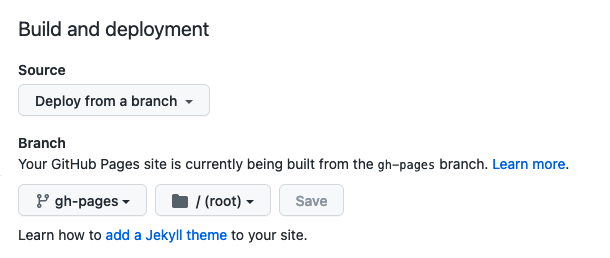 Build and deployment
Source
Deploy from a branch
Branch
Your GitHub Pages site is currently being built from the gh-pages branch. Learn more.
gh-pages / (root) Save
Learn how to add a Jekyll theme to your site.